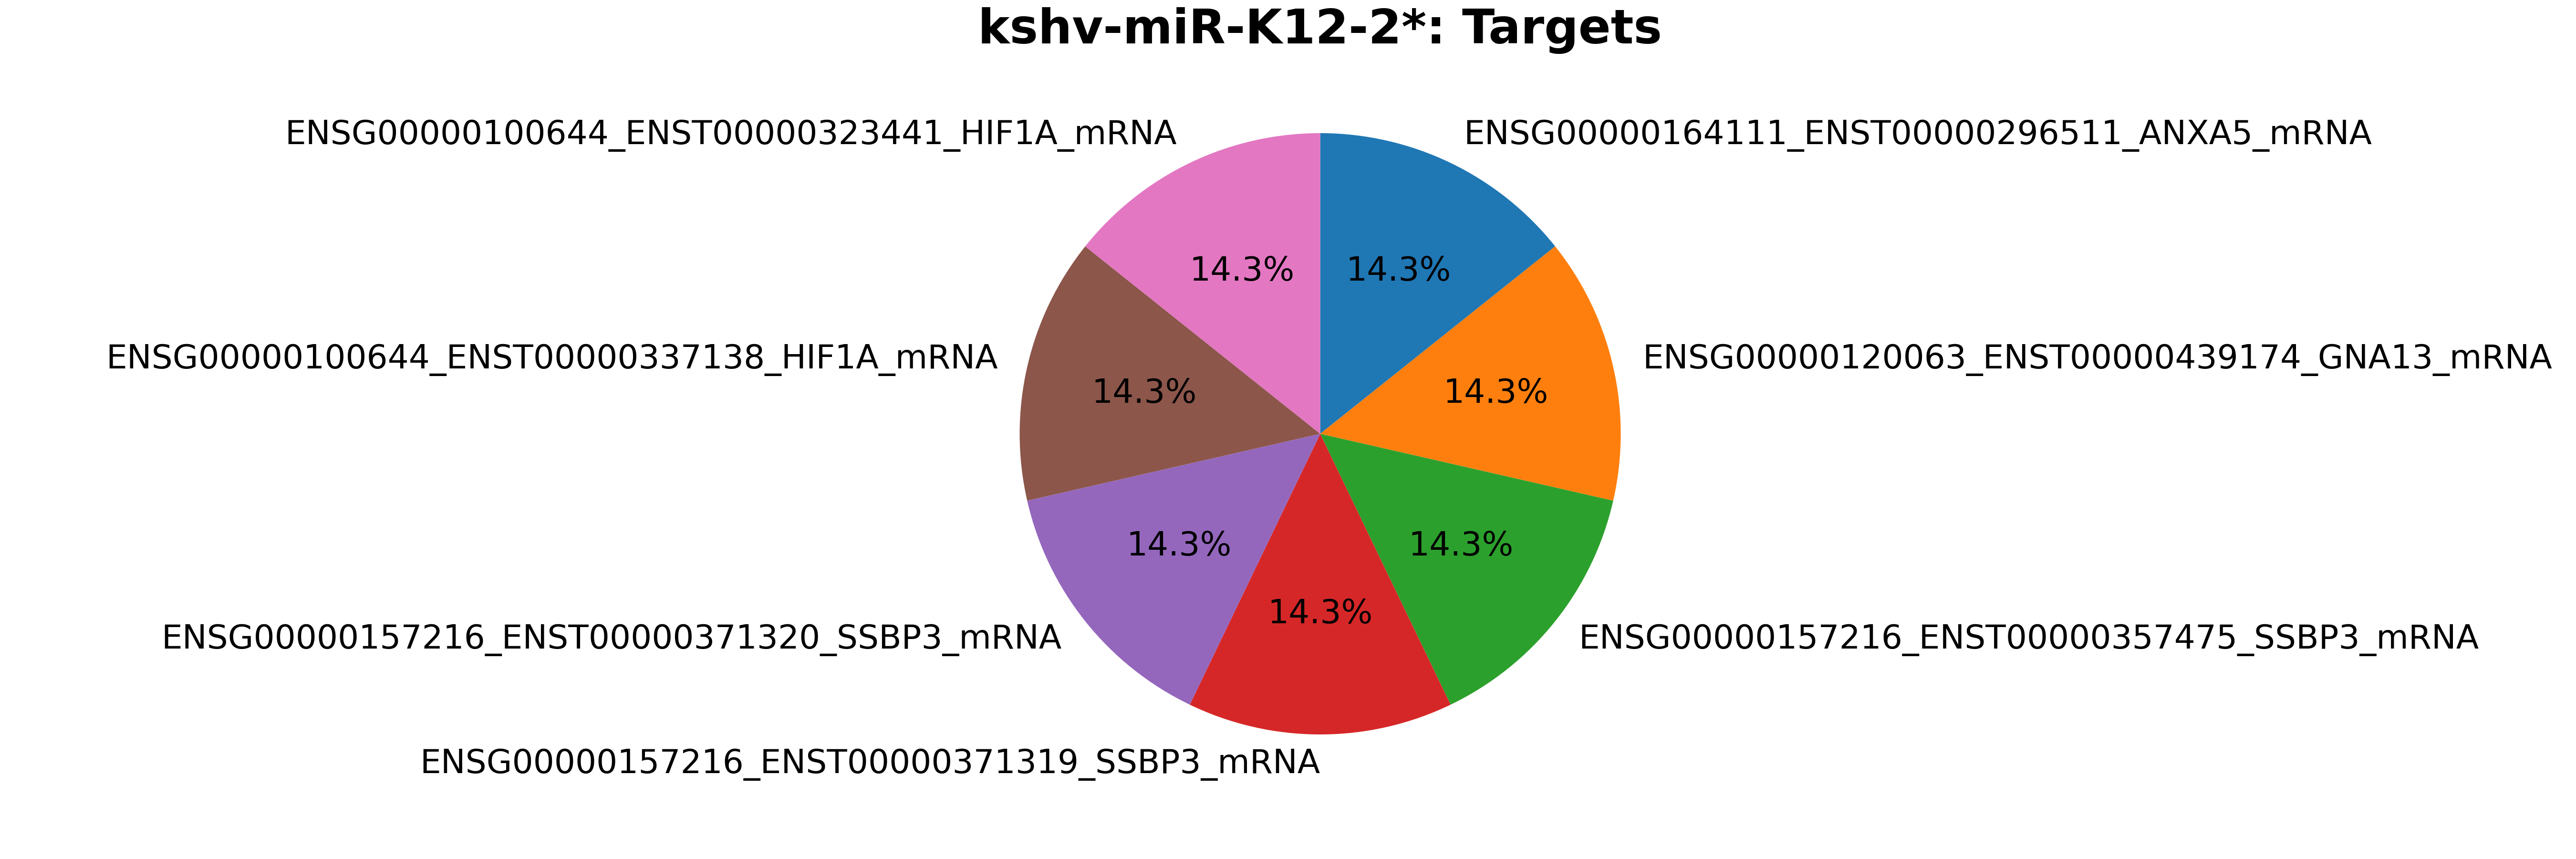 kshv-miR-K12-2*: Targets
ENSG00000100644_ENST00000323441_HIF1A_mRNA
ENSG00000164111_ENST00000296511_ANXA5_mRNA
14.3%
14.3%
ENSG00000100644_ENST00000337138_HIF1A_mRNA
ENSG00000120063_ENST00000439174_GNA13_mRNA
14.3%
14.3%
14.3%
14.3%
14.3%
ENSG00000157216_ENST00000371320_SSBP3_mRNA
ENSG00000157216_ENST00000357475_SSBP3_mRNA
ENSG00000157216_ENST00000371319_SSBP3_mRNA